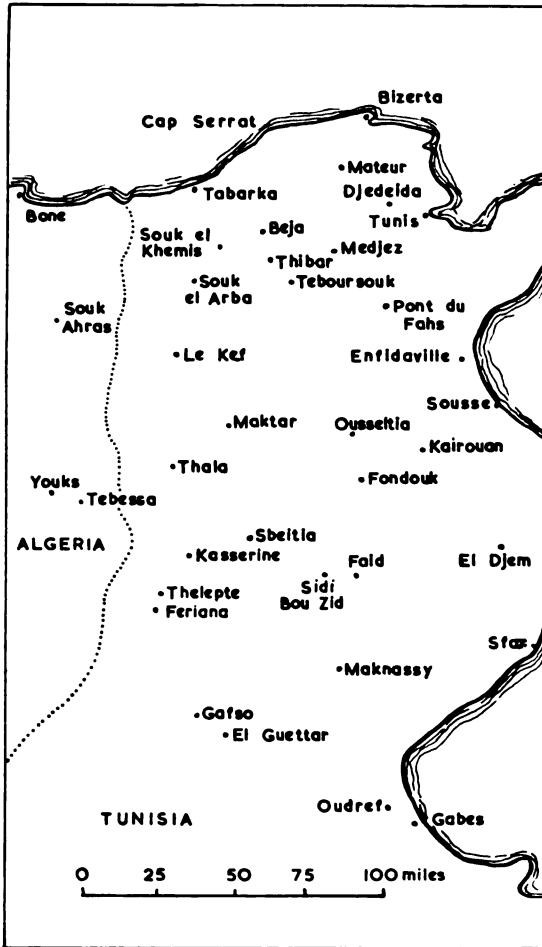 Bizerta
Cap Serrat
Mateur
Tabarka
Djedeida
Bone
Tunis
Beja
Souk el
Khemis
Medjez
Thibar
Souk
el Arba
Teboursouk
Souk
Ahras
Pont du
Fahs
Le Kef
Enfidaville
Sousse
Maktar
Ousseltia
Kairouan
Thala
Youks
Fondouk
Tebessa
Sbeitla
ALGERIA
Kasserine
Faid
El Djem
Thelepte
Sidi
Bou Zid
Feriana
Sfax
Maknassy
Gafso
El Guettar
Oudref
TUNISIA
Gabes
0 25 50 75 100 miles